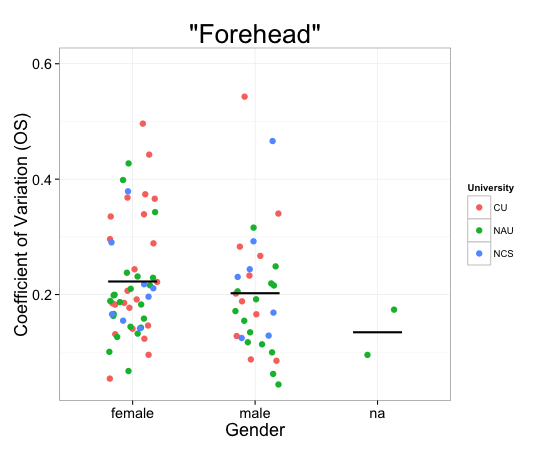 "Forehead"
Coefficient of Variation (OS)
0.6
0.4
0.2
female male na
Gender
University
CU
NAU
NCS